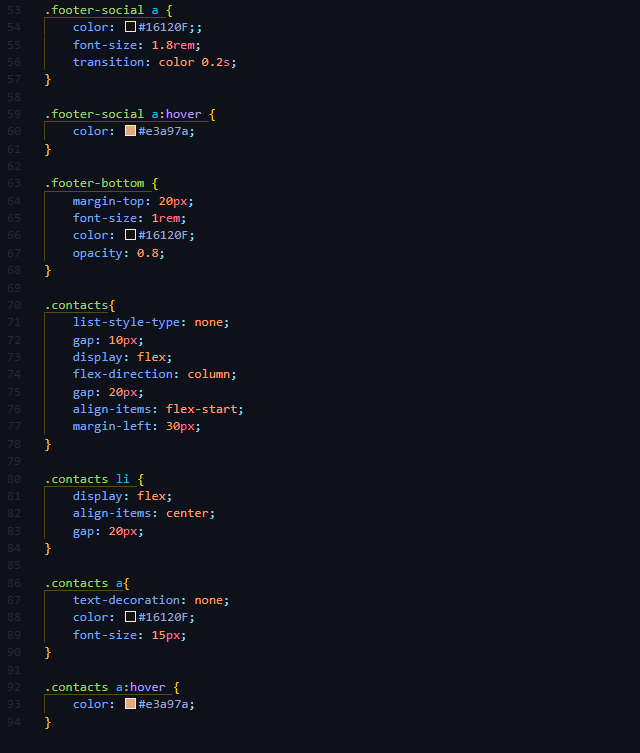 53 .footer-social a {
54     color: #16120F;;
55     font-size: 1.8rem;
56     transition: color 0.2s;
57 }
58
59 .footer-social a:hover {
60     color: #e3a97a;
61 }
62
63 .footer-bottom {
64     margin-top: 20px;
65     font-size: 1rem;
66     color: #16120F;
67     opacity: 0.8;
68 }
69
70 .contacts{
71     list-style-type: none;
72     gap: 10px;
73     display: flex;
74     flex-direction: column;
75     gap: 20px;
76     align-items: flex-start;
77     margin-left: 30px;
78 }
79
80 .contacts li {
81     display: flex;
82     align-items: center;
83     gap: 20px;
84 }
85
86 .contacts a{
87     text-decoration: none;
88     color: #16120F;
89     font-size: 15px;
90 }
91
92 .contacts a:hover {
93     color: #e3a97a;
94 }